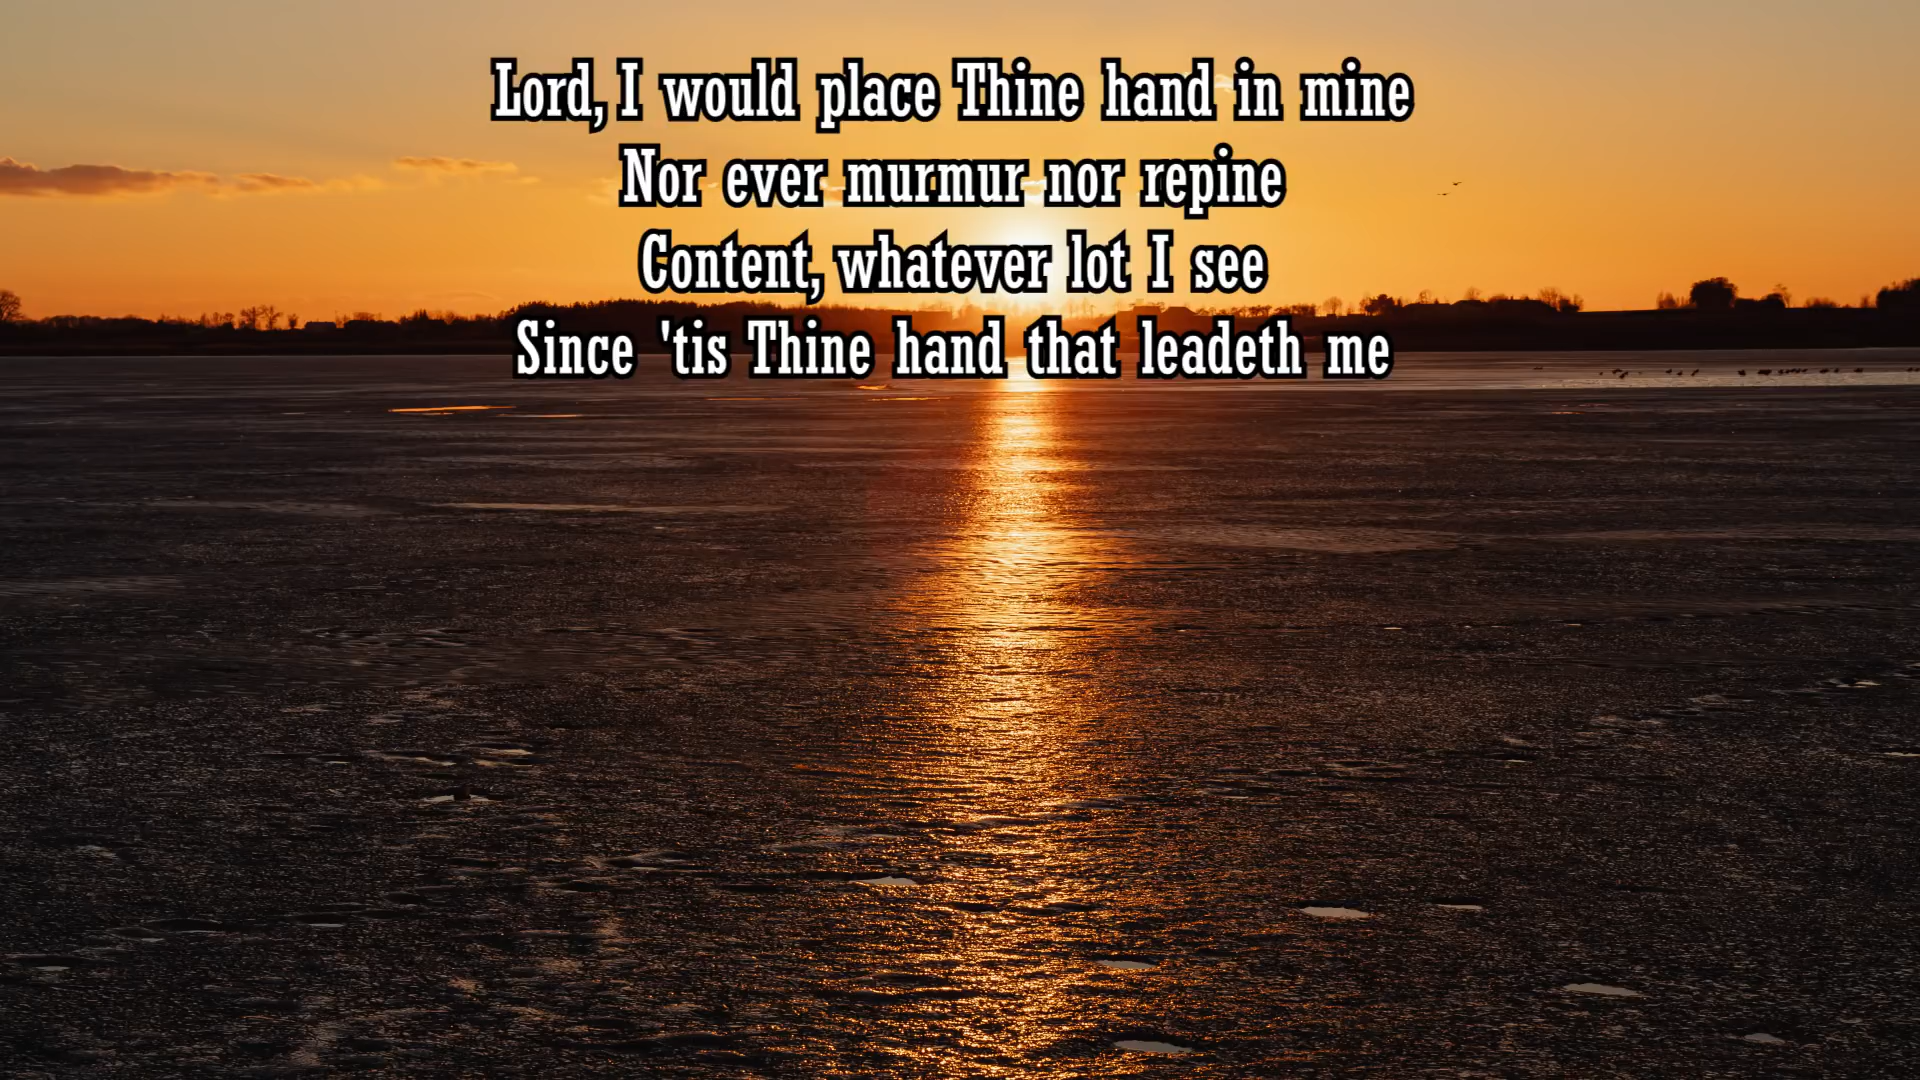 Lord, I would place Thine hand in mine
Nor ever murmur nor repine
Content, whatever lot I see
Since 'tis Thine hand that leadeth me